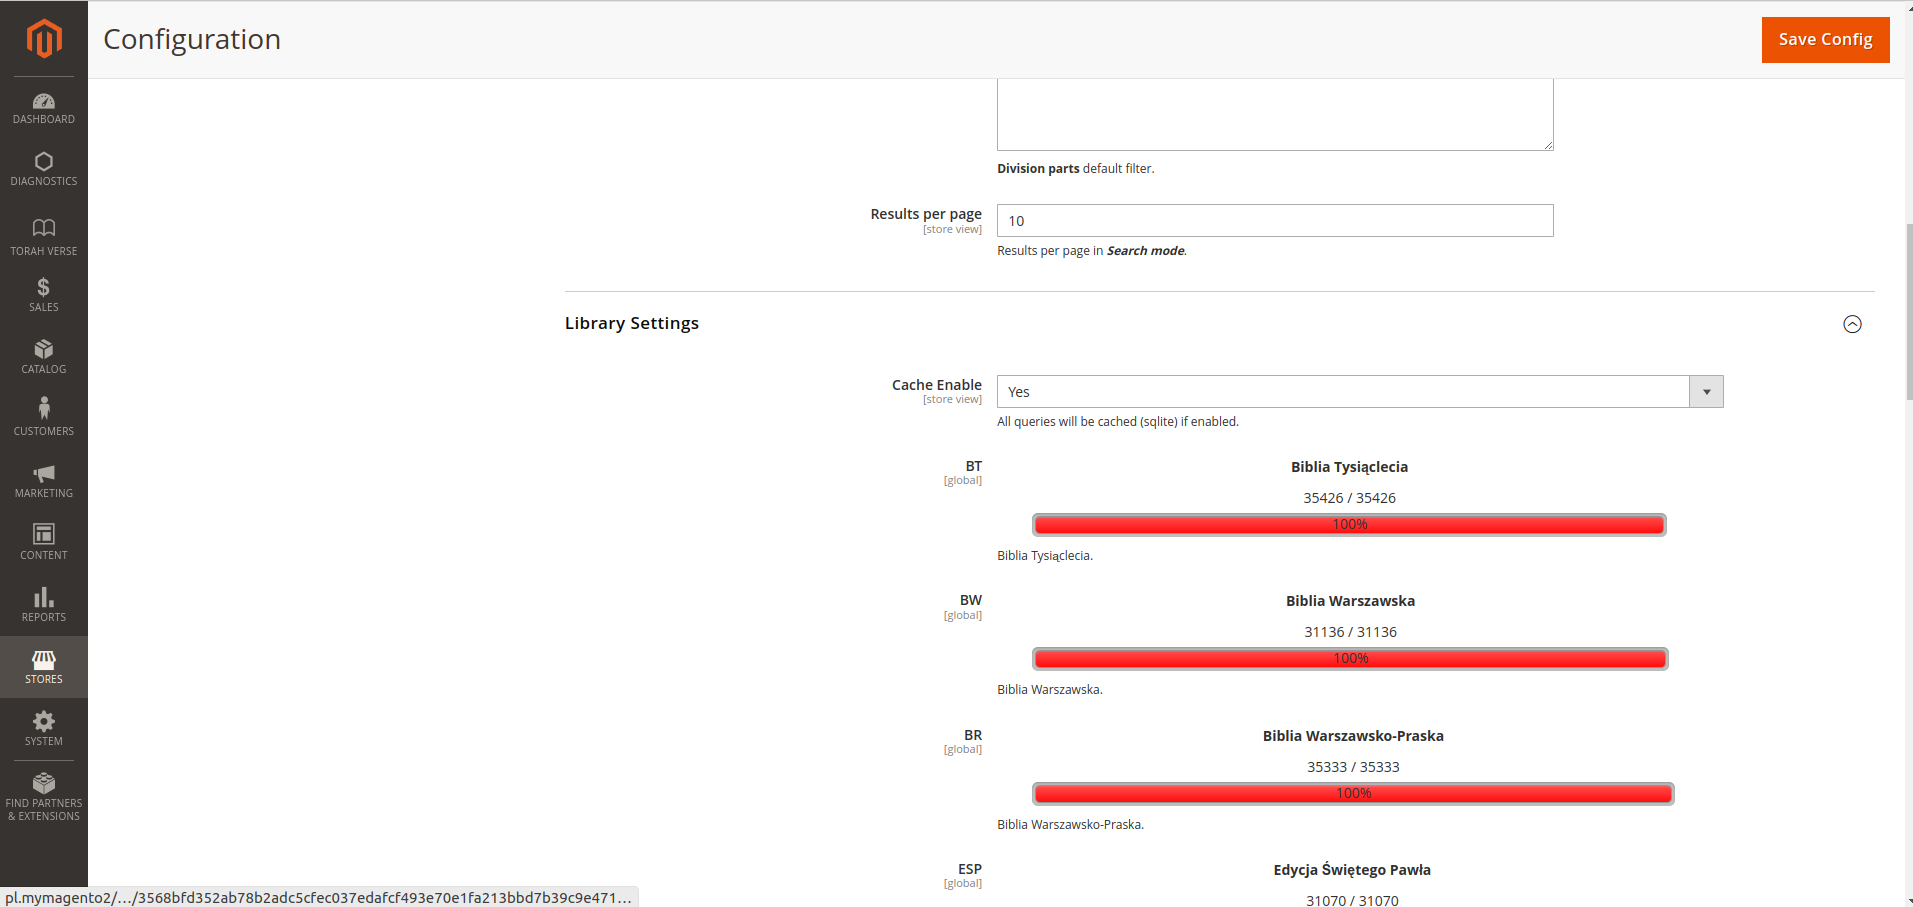 Configuration
Save Config
DASHBOARD
DIAGNOSTICS
TORAH VERSE
SALES
CATALOG
CUSTOMERS
MARKETING
CONTENT
REPORTS
STORES
SYSTEM
FIND PARTNERS
& EXTENSIONS
Division parts default filter.
Results per page
[store view]
10
Results per page in Search mode.
Library Settings
Cache Enable
[store view]
Yes
All queries will be cached (sqlite) if enabled.
BT
[global]
Biblia Tysiąclecia
35426 / 35426
100%
Biblia Tysiąclecia.
BW
[global]
Biblia Warszawska
31136 / 31136
100%
Biblia Warszawska.
BR
[global]
Biblia Warszawsko-Praska
35333 / 35333
100%
Biblia Warszawsko-Praska.
ESP
[global]
Edycja Świętego Pawła
31070 / 31070
pl.mymagento2/.../3568bfd352ab78b2adc5cfec037edafcf493e70e1fa213bbd7b39c9e471...